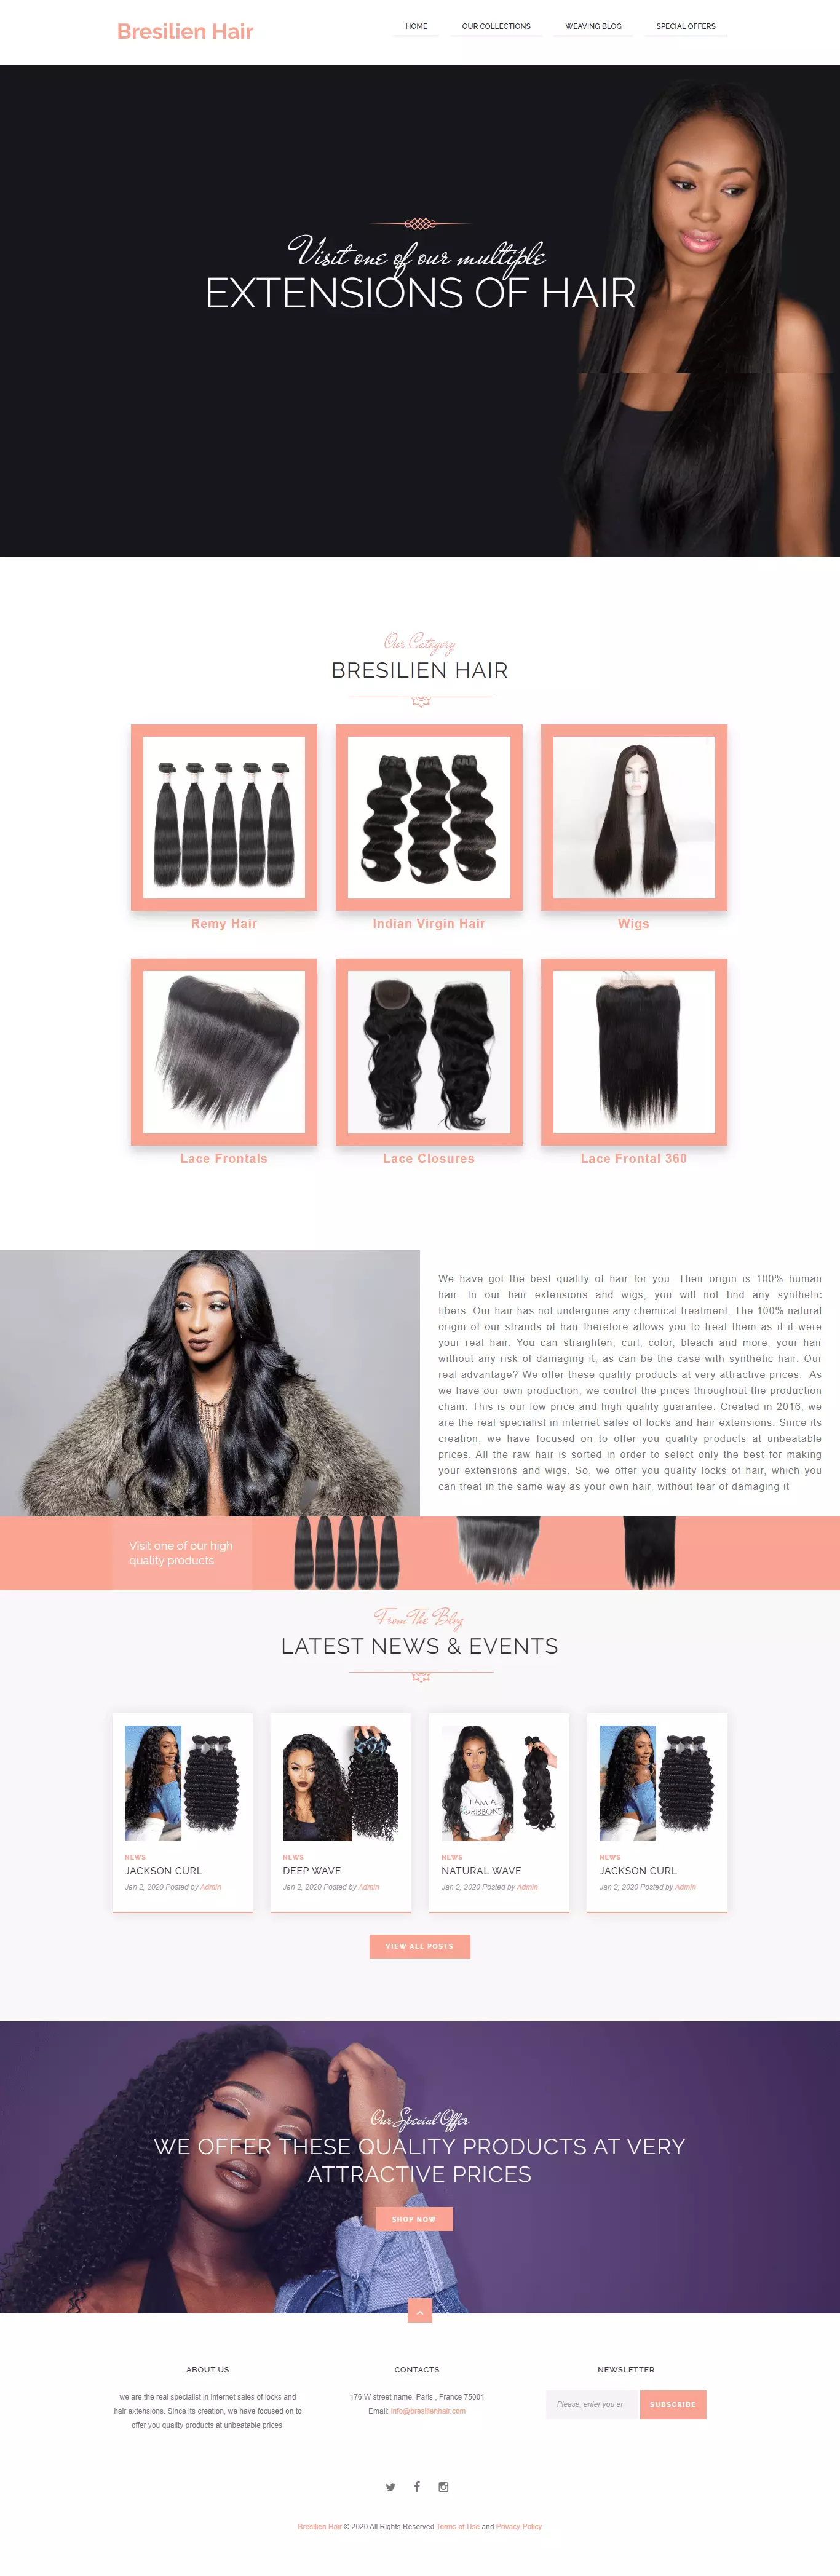 Bresilien Hair
HOME OUR COLLECTIONS WEAVING BLOG SPECIAL OFFERS
Visit one of our multiple
EXTENSIONS OF HAIR
Our Category
BRESILIEN HAIR
Remy Hair
Indian Virgin Hair
Wigs
Lace Frontals
Lace Closures
Lace Frontal 360
We have got the best quality of hair for you. Their origin is 100% human
hair. In our hair extensions and wigs, you will not find any synthetic
fibers. Our hair has not undergone any chemical treatment. The 100% natural
origin of our strands of hair therefore allows you to treat them as if it were
your real hair. You can straighten, curl, color, bleach and more, your hair
without any risk of damaging it, as can be the case with synthetic hair. Our
real advantage? We offer these quality products at very attractive prices. As
we have our own production, we control the prices throughout the production
chain. This is our low price and high quality guarantee. Created in 2016, we
are the real specialist in internet sales of locks and hair extensions. Since its
creation, we have focused on to offer you quality products at unbeatable
prices. All the raw hair is sorted in order to select only the best for making
your extensions and wigs. So, we offer you quality locks of hair, which you
can treat in the same way as your own hair, without fear of damaging it
Visit one of our high
quality products
From The Blog
LATEST NEWS & EVENTS
NEWS
JACKSON CURL
Jan 2, 2020 Posted by Admin
NEWS
DEEP WAVE
Jan 2, 2020 Posted by Admin
I AM A
NEWS
NATURAL WAVE
Jan 2, 2020 Posted by Admin
NEWS
JACKSON CURL
Jan 2, 2020 Posted by Admin
VIEW ALL POSTS
Our Special Offer
WE OFFER THESE QUALITY PRODUCTS AT VERY
ATTRACTIVE PRICES
SHOP NOW
ABOUT US
we are the real specialist in internet sales of locks and
hair extensions. Since its creation, we have focused on to
offer you quality products at unbeatable prices.
CONTACTS
176 W street name, Paris , France 75001
Email: info@bresilienhair.com
NEWSLETTER
Please, enter you er
SUBSCRIBE
Bresilien Hair © 2020 All Rights Reserved Terms of Use and Privacy Policy